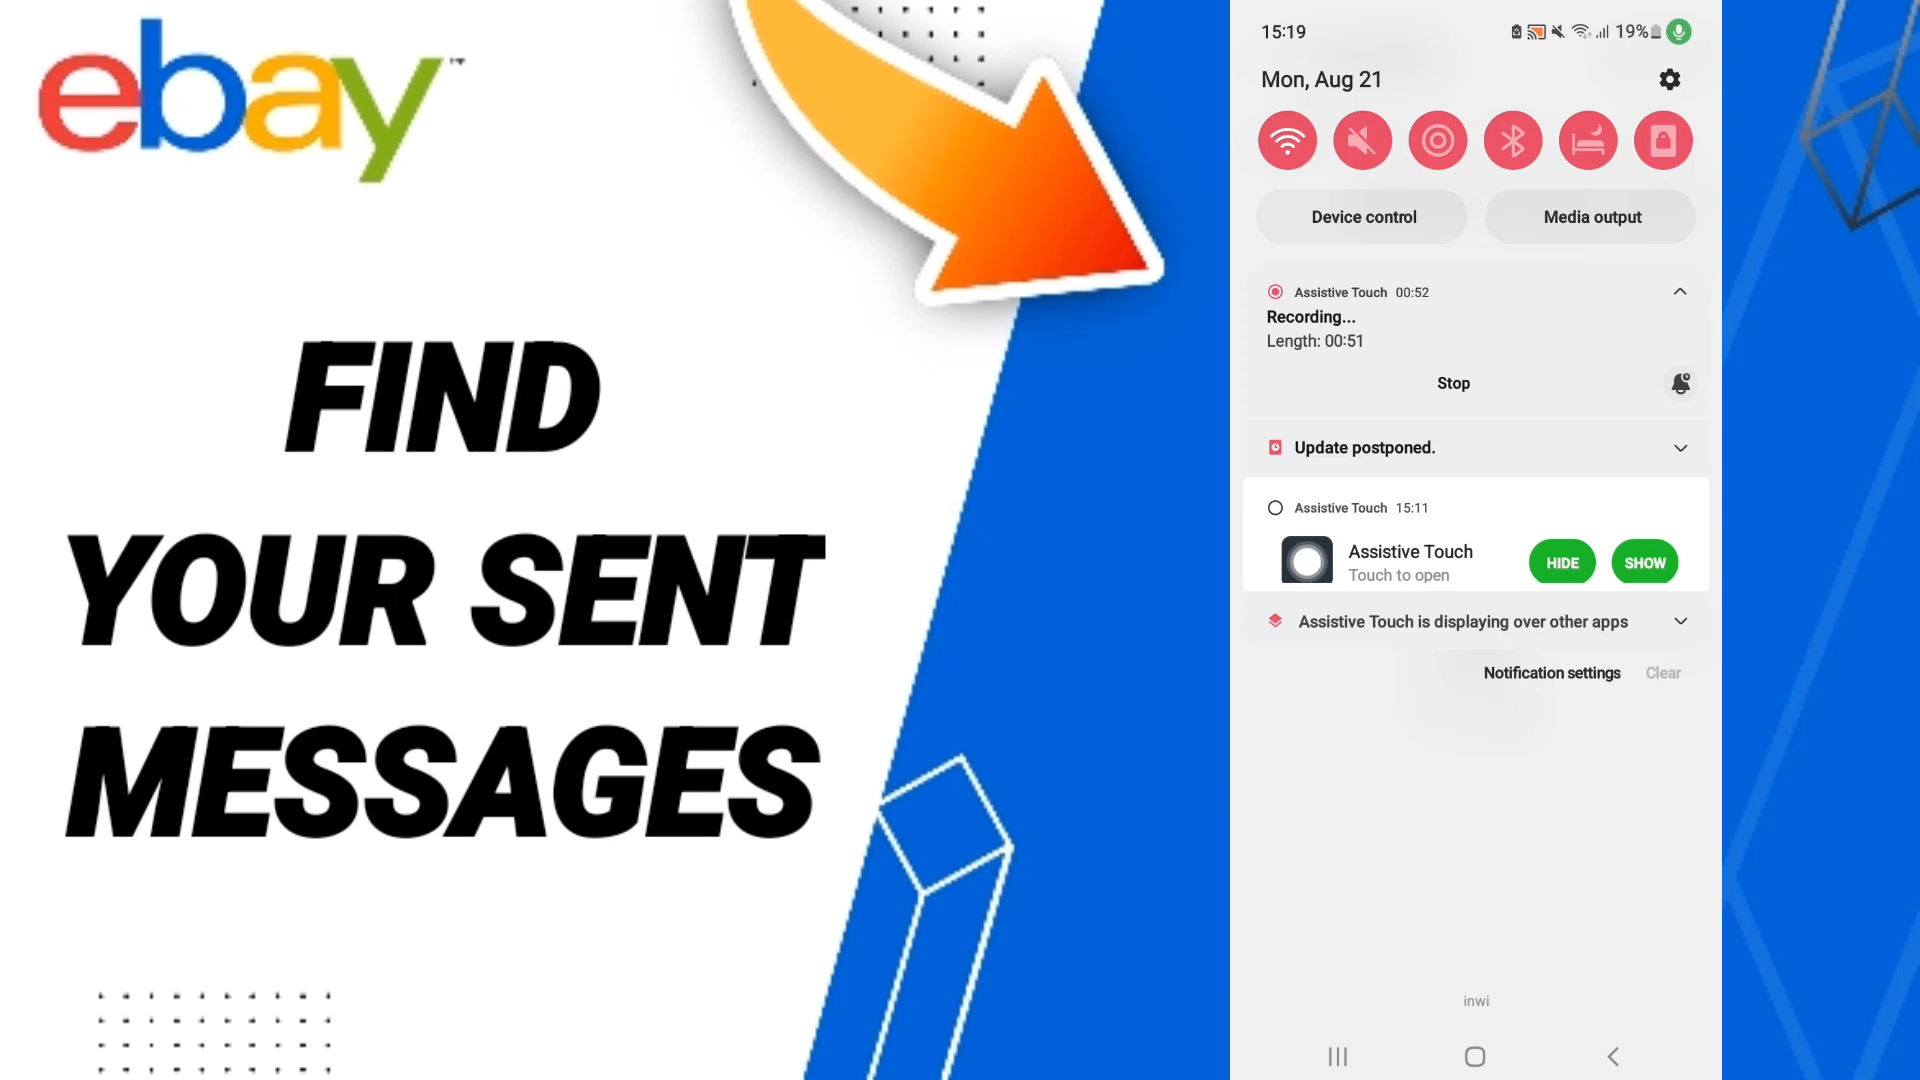 ebay™
FIND
YOUR SENT
MESSAGES
15:19
19%
Mon, Aug 21
Device control
Media output
Assistive Touch 00:52
Recording...
Length: 00:51
Stop
Update postponed.
Assistive Touch 15:11
Assistive Touch
Touch to open
HIDE
SHOW
Assistive Touch is displaying over other apps
Notification settings
Clear
inwi